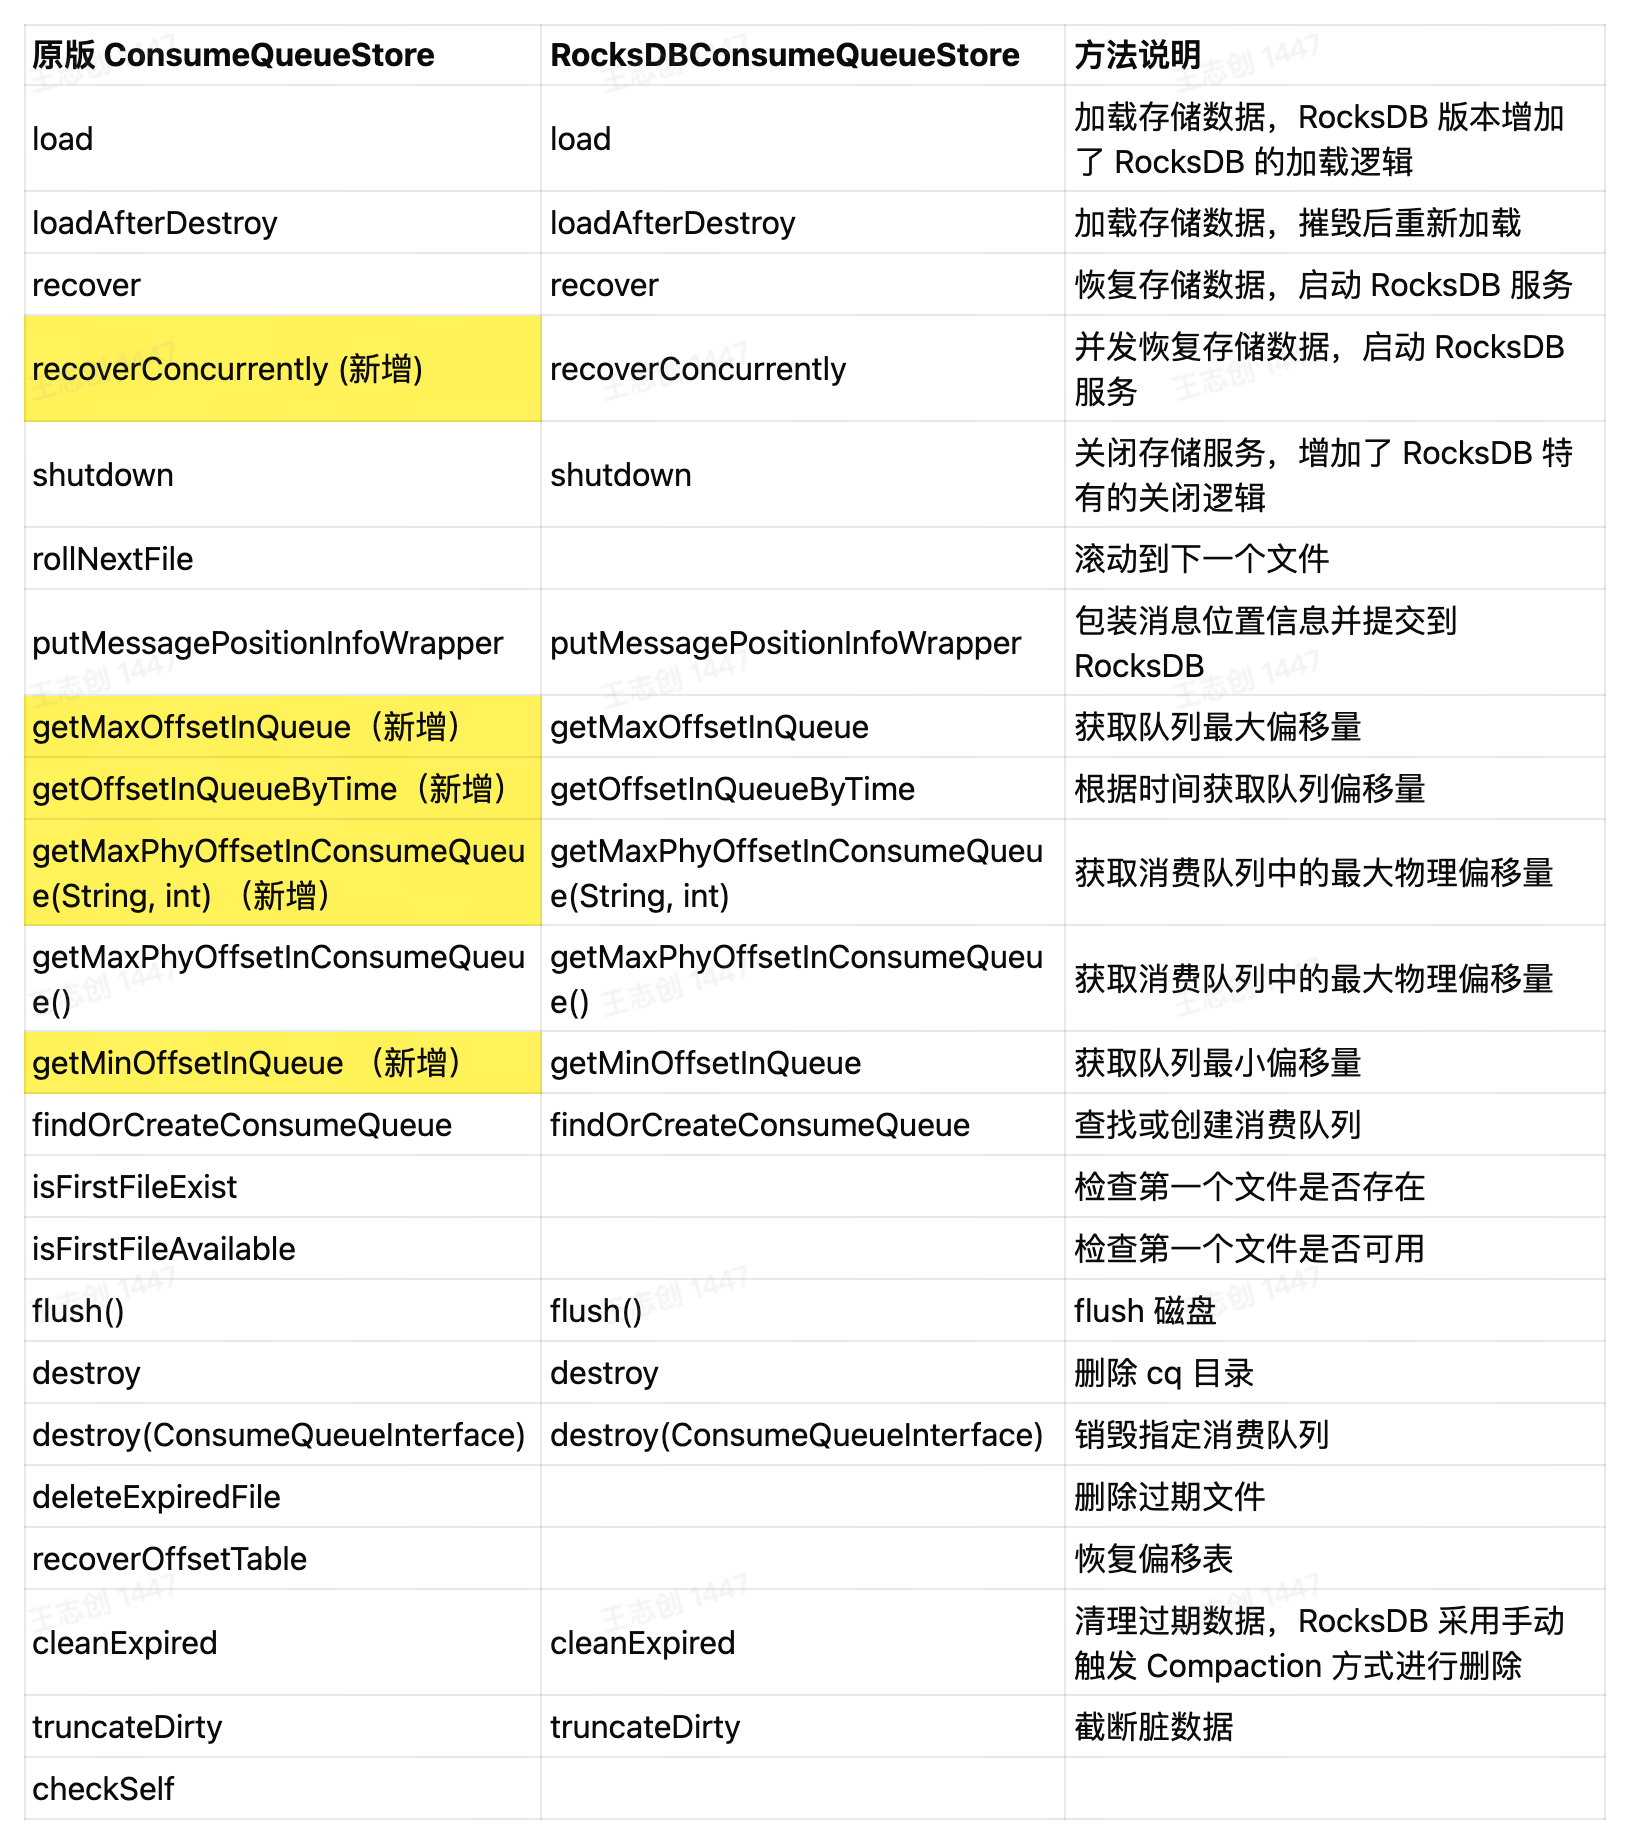 原版 ConsumeQueueStore
RocksDBConsumeQueueStore
方法说明
load
load
加载存储数据，RocksDB 版本增加
了 RocksDB 的加载逻辑
loadAfterDestroy
loadAfterDestroy
加载存储数据，摧毁后重新加载
recover
recover
恢复存储数据，启动 RocksDB 服务
recoverConcurrently (新增)
recoverConcurrently
并发恢复存储数据，启动 RocksDB
服务
shutdown
shutdown
关闭存储服务，增加了 RocksDB 特
有的关闭逻辑
rollNextFile
滚动到下一个文件
putMessagePositionInfoWrapper
putMessagePositionInfoWrapper
包装消息位置信息并提交到
RocksDB
getMaxOffsetInQueue（新增）
getMaxOffsetInQueue
获取队列最大偏移量
getOffsetInQueueByTime（新增）
getOffsetInQueueByTime
根据时间获取队列偏移量
getMaxPhyOffsetInConsumeQueu
e(String, int) （新增）
getMaxPhyOffsetInConsumeQueu
e(String, int)
获取消费队列中的最大物理偏移量
getMaxPhyOffsetInConsumeQueu
e()
getMaxPhyOffsetInConsumeQueu
e()
获取消费队列中的最大物理偏移量
getMinOffsetInQueue （新增）
getMinOffsetInQueue
获取队列最小偏移量
findOrCreateConsumeQueue
findOrCreateConsumeQueue
查找或创建消费队列
isFirstFileExist
检查第一个文件是否存在
isFirstFileAvailable
检查第一个文件是否可用
flush()
flush()
flush 磁盘
destroy
destroy
删除 cq 目录
destroy(ConsumeQueueInterface)
destroy(ConsumeQueueInterface)
销毁指定消费队列
deleteExpiredFile
删除过期文件
recoverOffsetTable
恢复偏移表
cleanExpired
cleanExpired
清理过期数据，RocksDB 采用手动
触发 Compaction 方式进行删除
truncateDirty
truncateDirty
截断脏数据
checkSelf
王志创 1447